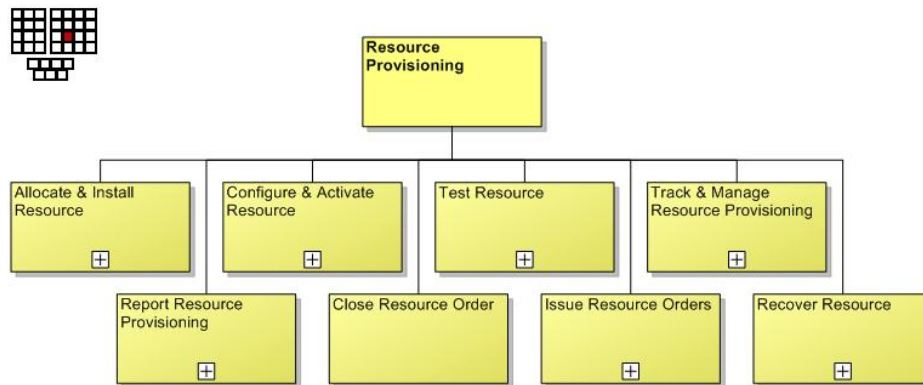 Resource
Provisioning
Allocate & Install
Resource
Configure & Activate
Resource
Test Resource
Track & Manage
Resource Provisioning
Report Resource
Provisioning
Close Resource Order
Issue Resource Orders
Recover Resource